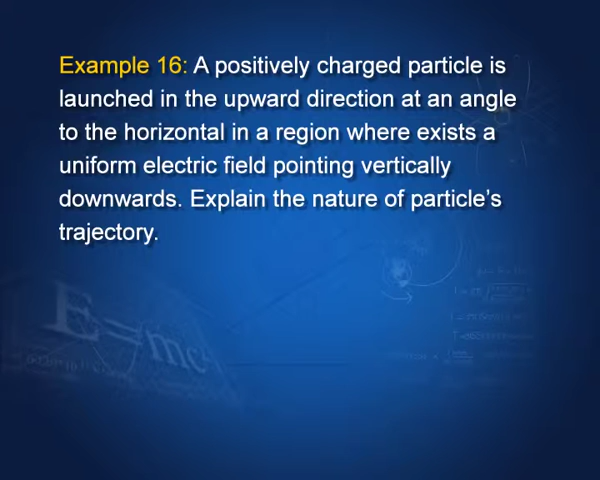 Example 16: A positively charged particle is
launched in the upward direction at an angle
to the horizontal in a region where exists a
uniform electric field pointing vertically
downwards. Explain the nature of particle's
trajectory.
E=mc